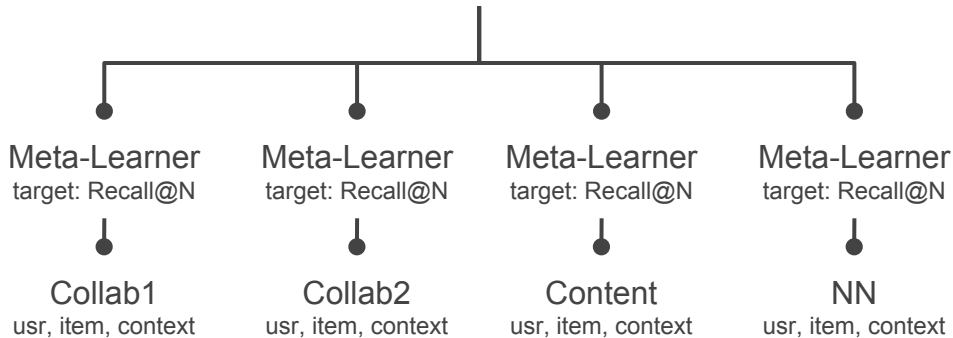 Meta-Learner Meta-Learner Meta-Learner Meta-Learner
target: Recall@N target: Recall@N target: Recall@N target: Recall@N
Collab1 Collab2 Content NN
usr, item, context usr, item, context usr, item, context usr, item, context